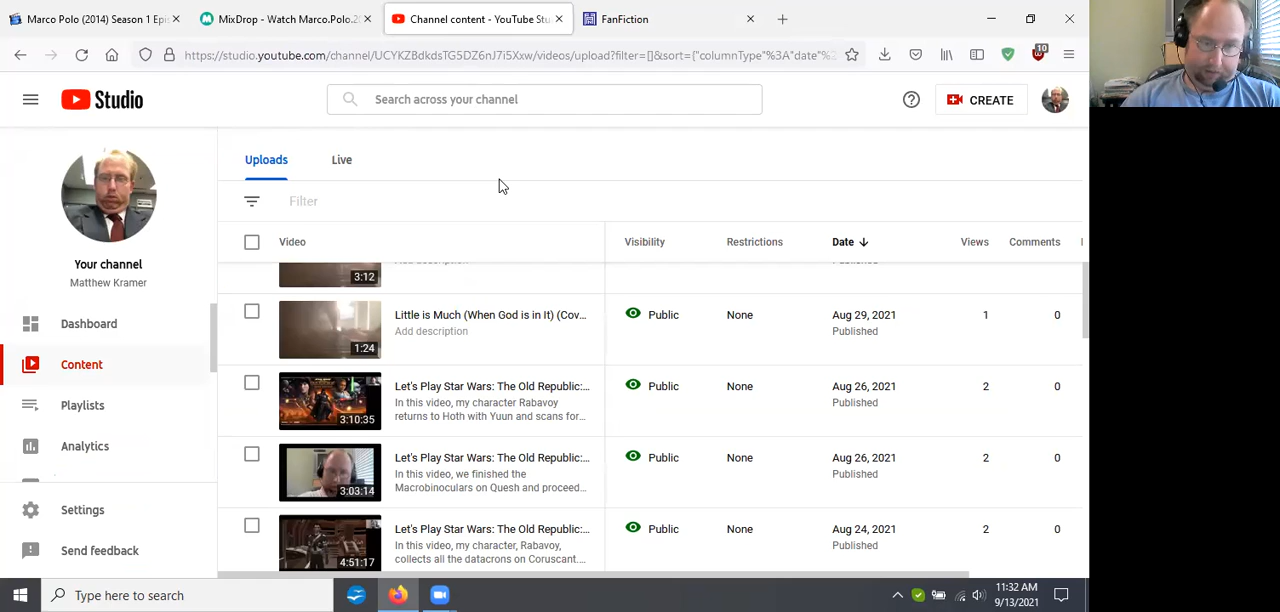 Marco Polo (2014) Season 1 Epis
MixDrop - Watch Marco.Polo.20
Channel content - YouTube Stu
FanFiction
https://studio.youtube.com/channel/UCYKZBdkdsTG5DZ6nJ7i5Xxw/videos/upload?filter=[]&sort={"columnType"%3A"date"%2
10
Studio
Search across your channel
CREATE
Uploads
Live
Filter
Video
Visibility
Restrictions
Date
Views
Comments
Your channel
Matthew Kramer
Dashboard
Content
Playlists
Analytics
Settings
Send feedback
3:12
Add description
Published
Little is Much (When God is in It) (Cov...
Add description
1:24
Public
None
Aug 29, 2021
Published
1
0
Let's Play Star Wars: The Old Republic:...
In this video, my character Rabavoy
returns to Hoth with Yuun and scans for...
3:10:35
Public
None
Aug 26, 2021
Published
2
0
Let's Play Star Wars: The Old Republic:...
In this video, we finished the
Macrobinoculars on Quesh and proceed...
3:03:14
Public
None
Aug 26, 2021
Published
2
0
Let's Play Star Wars: The Old Republic:...
In this video, my character, Rabavoy,
collects all the datacrons on Coruscant....
4:51:17
Public
None
Aug 24, 2021
Published
2
0
Type here to search
11:32 AM
9/13/2021